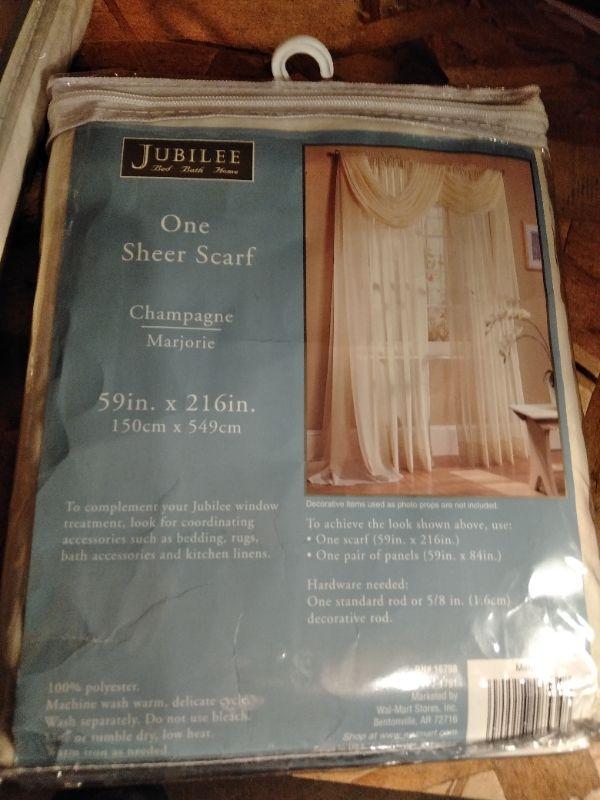 JUBILEE
Bed Bath Home
One
Sheer Scarf
Champagne
Marjorie
59in. x 216in.
150cm x 549cm
To complement your Jubilee window
treatment, look for coordinating
accessories such as bedding, rugs,
bath accessories and kitchen linens.
Decorative items used as photo props are not included.
To achieve the look shown above, use:
• One scarf (59in. x 216in.)
• One pair of panels (59in. x 84in.)
Hardware needed:
One standard rod or 5/8 in. (1.6cm)
decorative rod.
100% polyester.
Machine wash warm, delicate cycle.
Wash separately. Do not use bleach.
or tumble dry, low heat.
Warm iron as needed
RN# 16798
Marketed by
Wal-Mart Stores, Inc.
Bentonville, AR 72716
Shop at